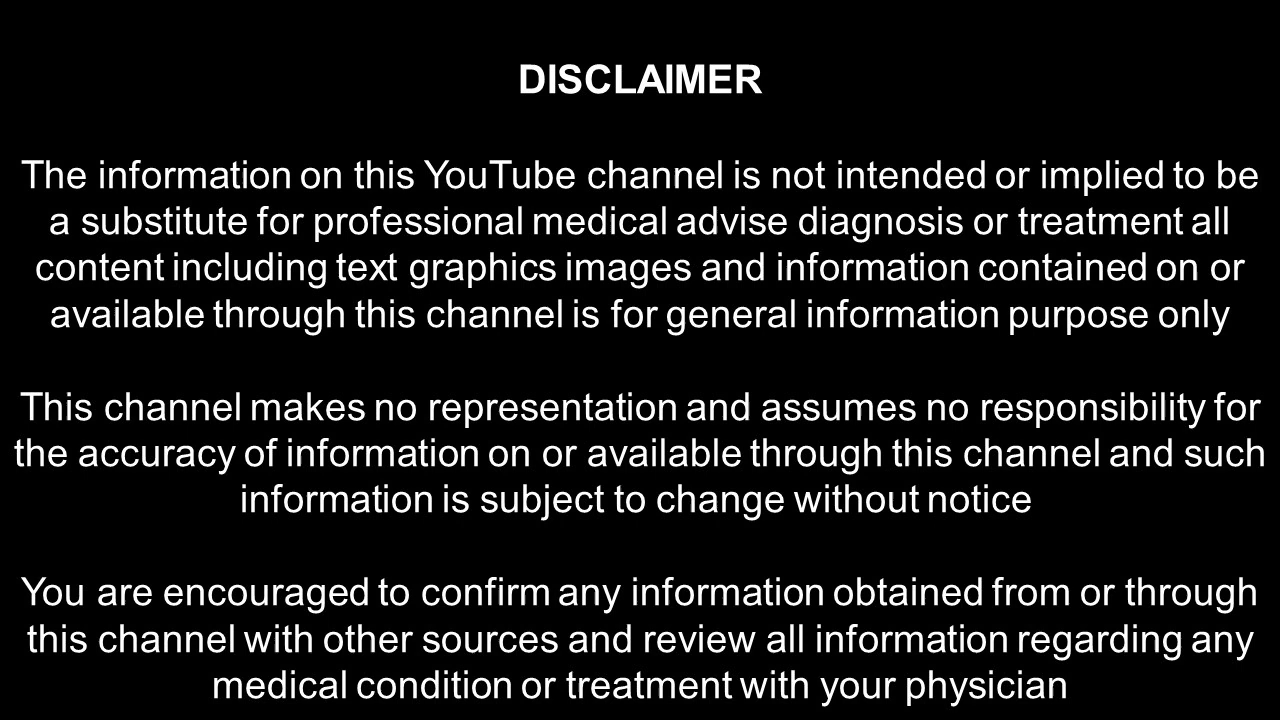 DISCLAIMER
The information on this YouTube channel is not intended or implied to be
a substitute for professional medical advise diagnosis or treatment all
content including text graphics images and information contained on or
available through this channel is for general information purpose only
This channel makes no representation and assumes no responsibility for
the accuracy of information on or available through this channel and such
information is subject to change without notice
You are encouraged to confirm any information obtained from or through
this channel with other sources and review all information regarding any
medical condition or treatment with your physician